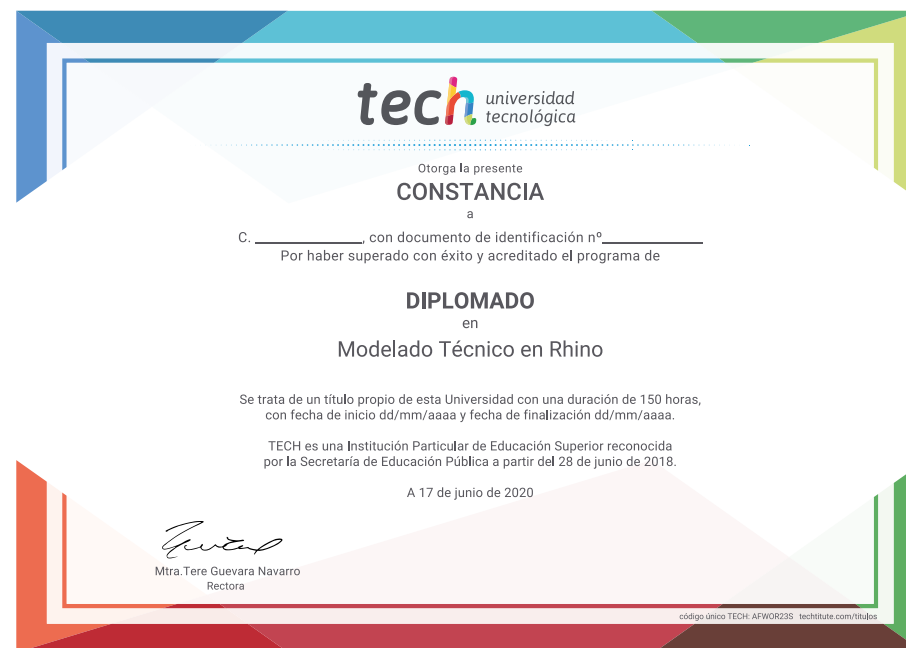 tech universidad
tecnológica
Otorga la presente
CONSTANCIA
a
C. ______________, con documento de identificación nº_____________
Por haber superado con éxito y acreditado el programa de
DIPLOMADO
en
Modelado Técnico en Rhino
Se trata de un título propio de esta Universidad con una duración de 150 horas,
con fecha de inicio dd/mm/aaaa y fecha de finalización dd/mm/aaaa.
TECH es una Institución Particular de Educación Superior reconocida
por la Secretaría de Educación Pública a partir del 28 de junio de 2018.
A 17 de junio de 2020
Mtra.Tere Guevara Navarro
Rectora
código único TECH: AFWOR23S techtitute.com/titulos